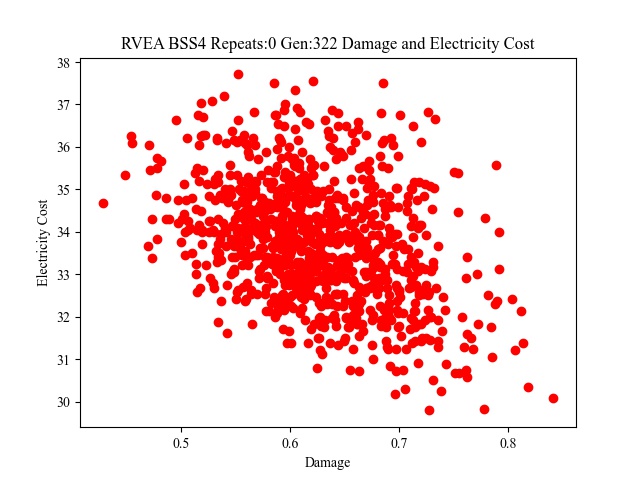 RVEA BSS4 Repeats:0 Gen:322 Damage and Electricity Cost
38
37
36
35
34
33
32
31
30
Electricity Cost
0.5 0.6 0.7 0.8
Damage